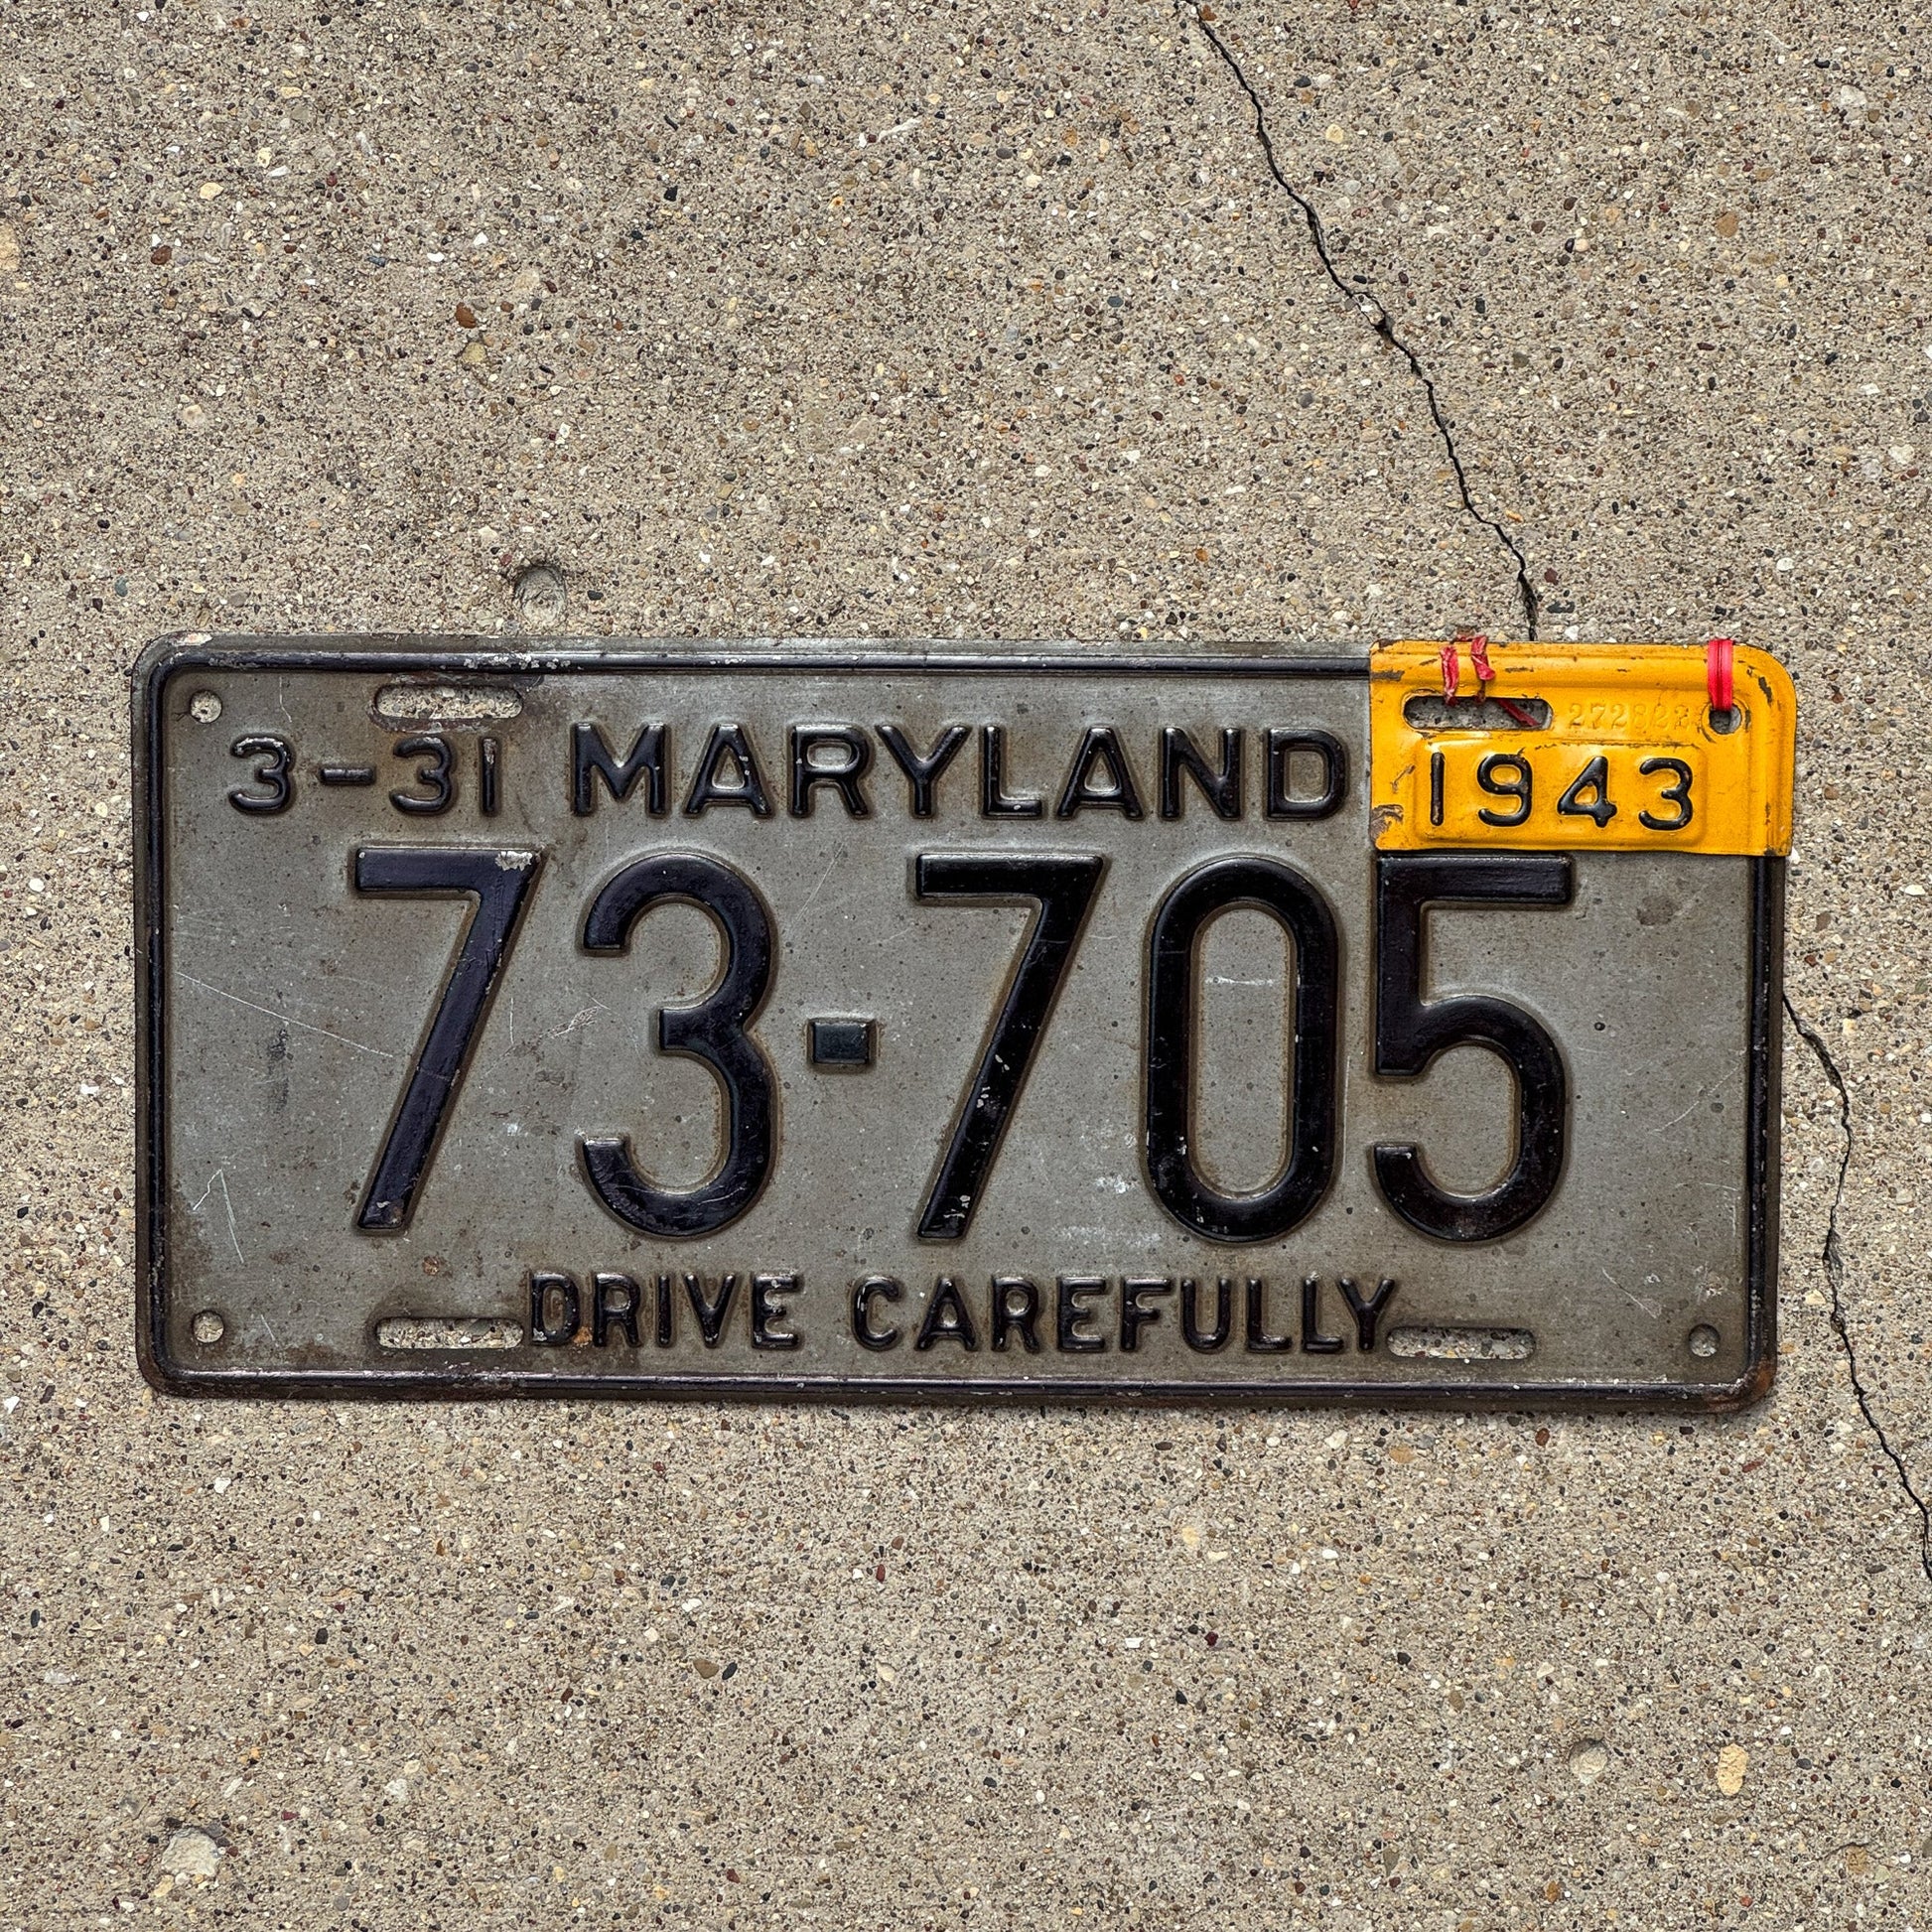 3-31 MARYLAND
1943
73-705
DRIVE CAREFULLY